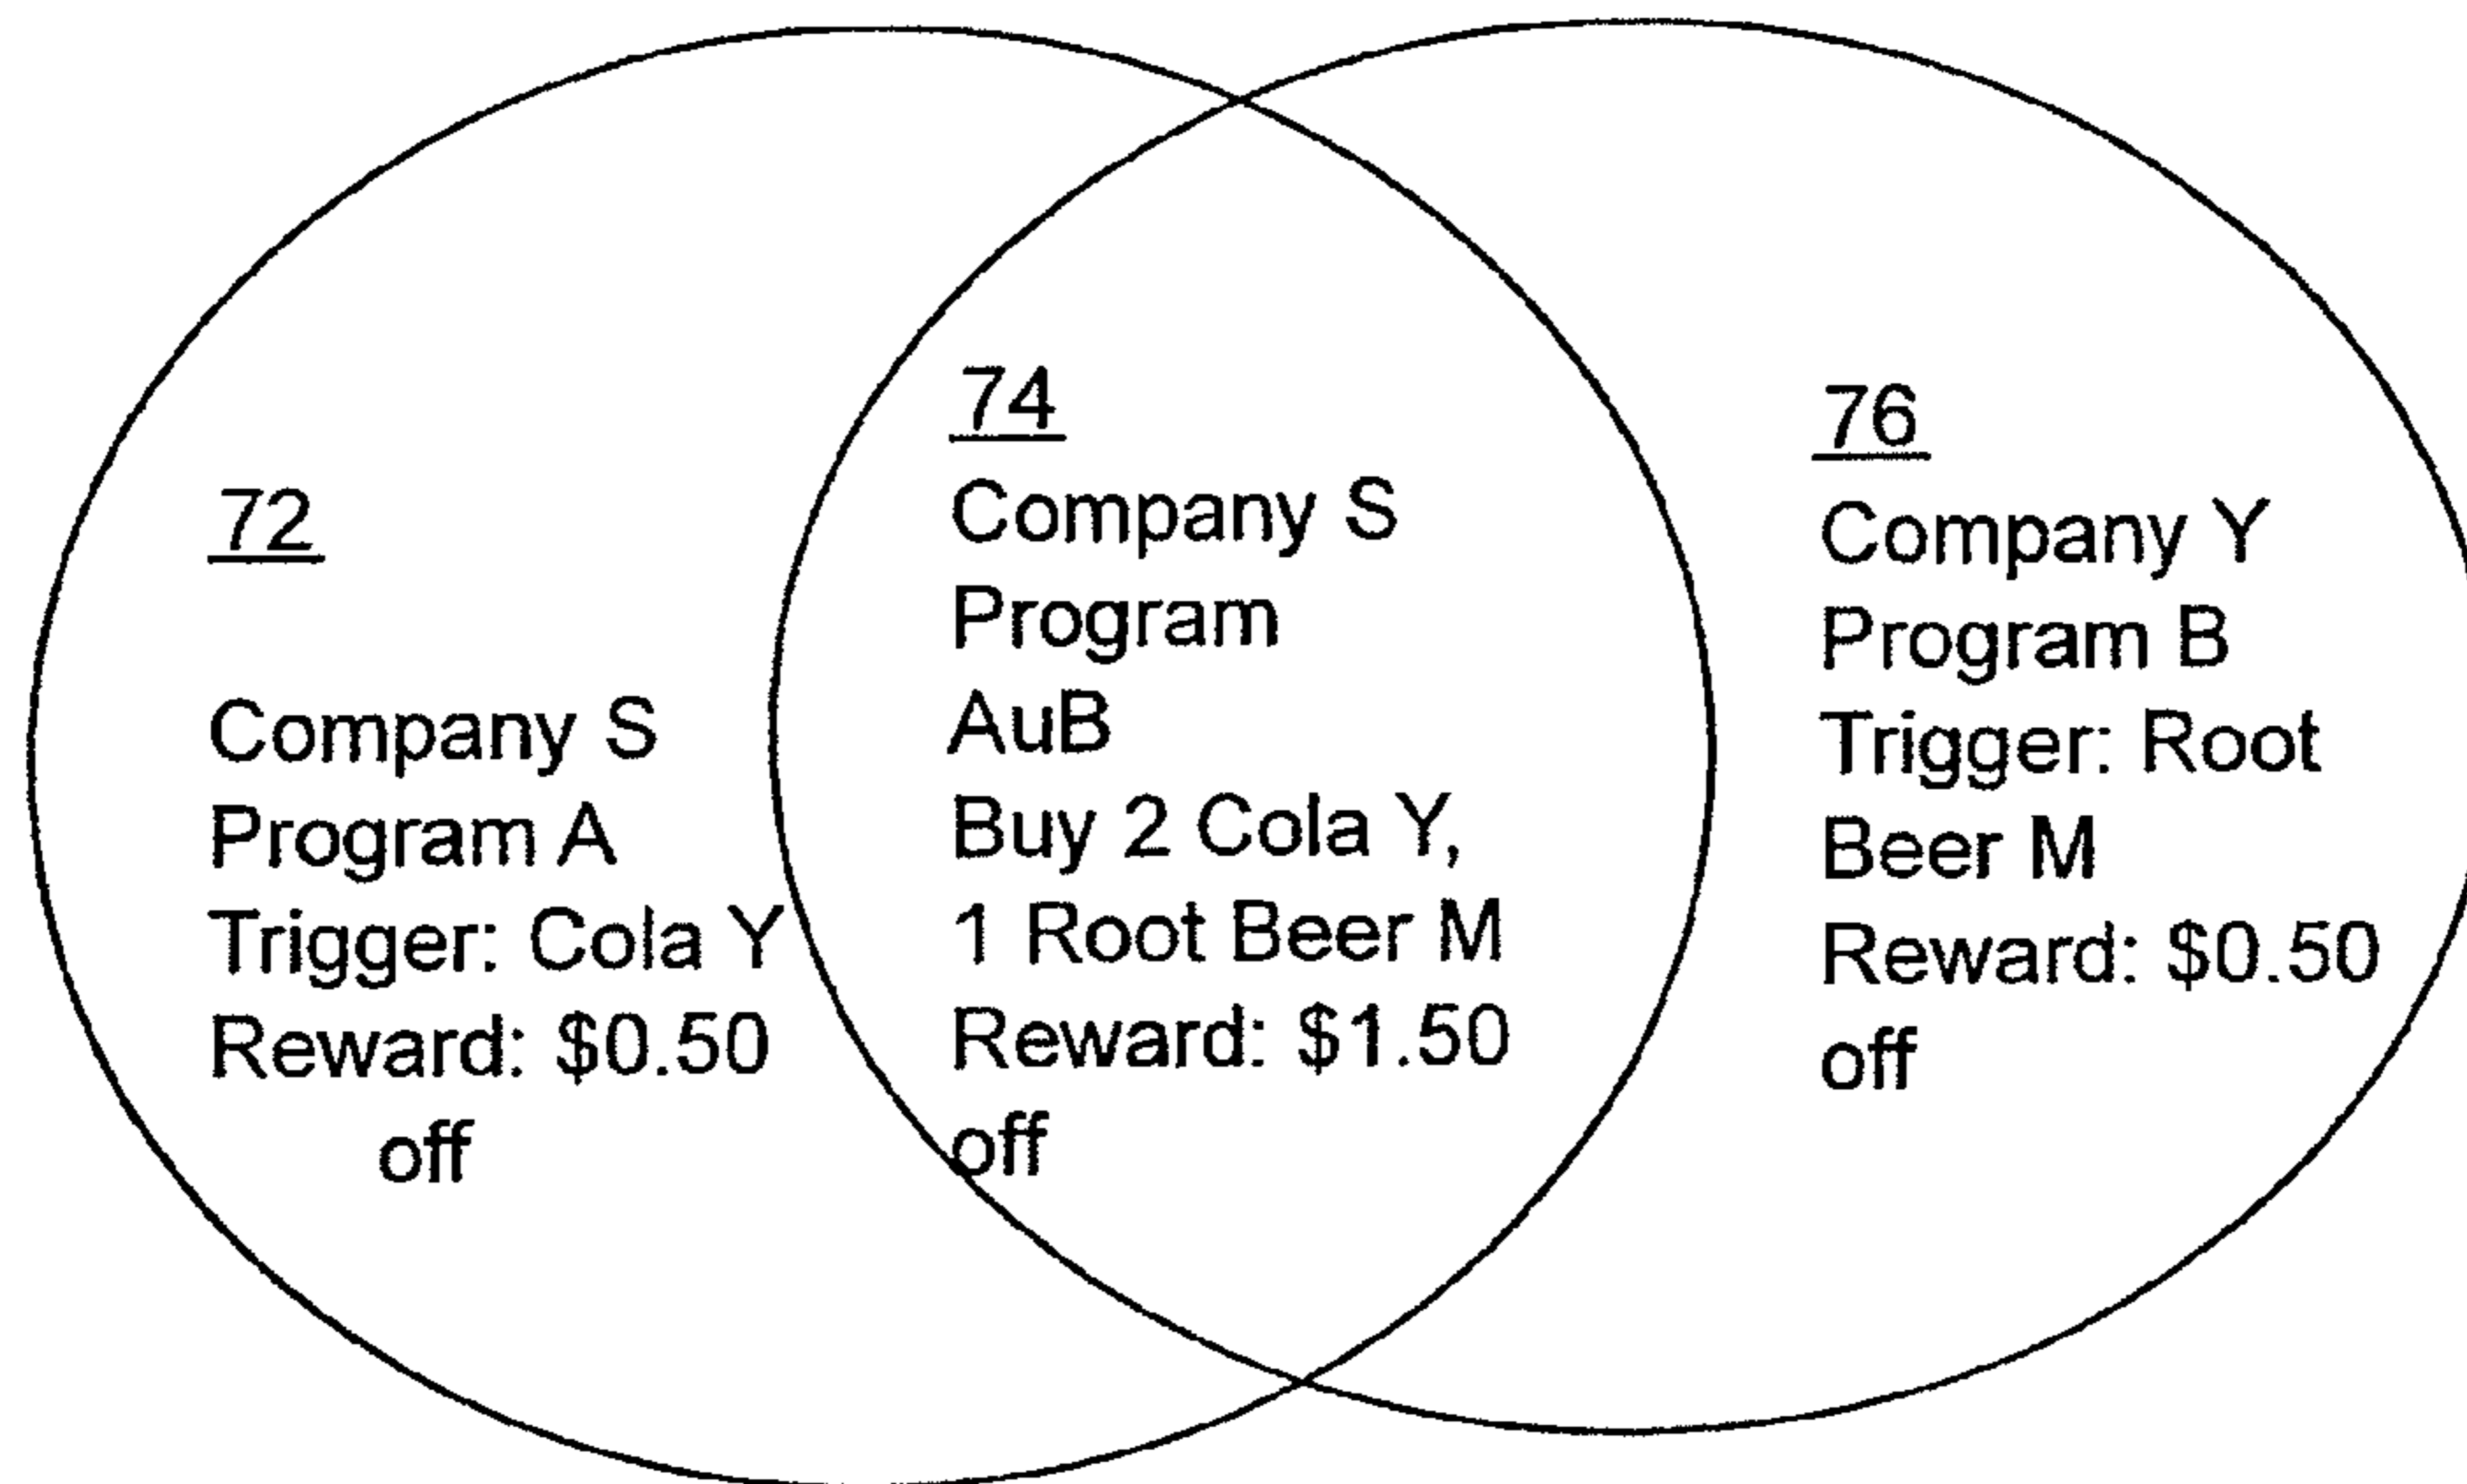 72
Company S
Program A
Trigger: Cola Y
Reward: $0.50
off
74
Company S
Program
AuB
Buy 2 Cola Y,
1 Root Beer M
Reward: $1.50
off
76
Company Y
Program B
Trigger: Root
Beer M
Reward: $0.50
off